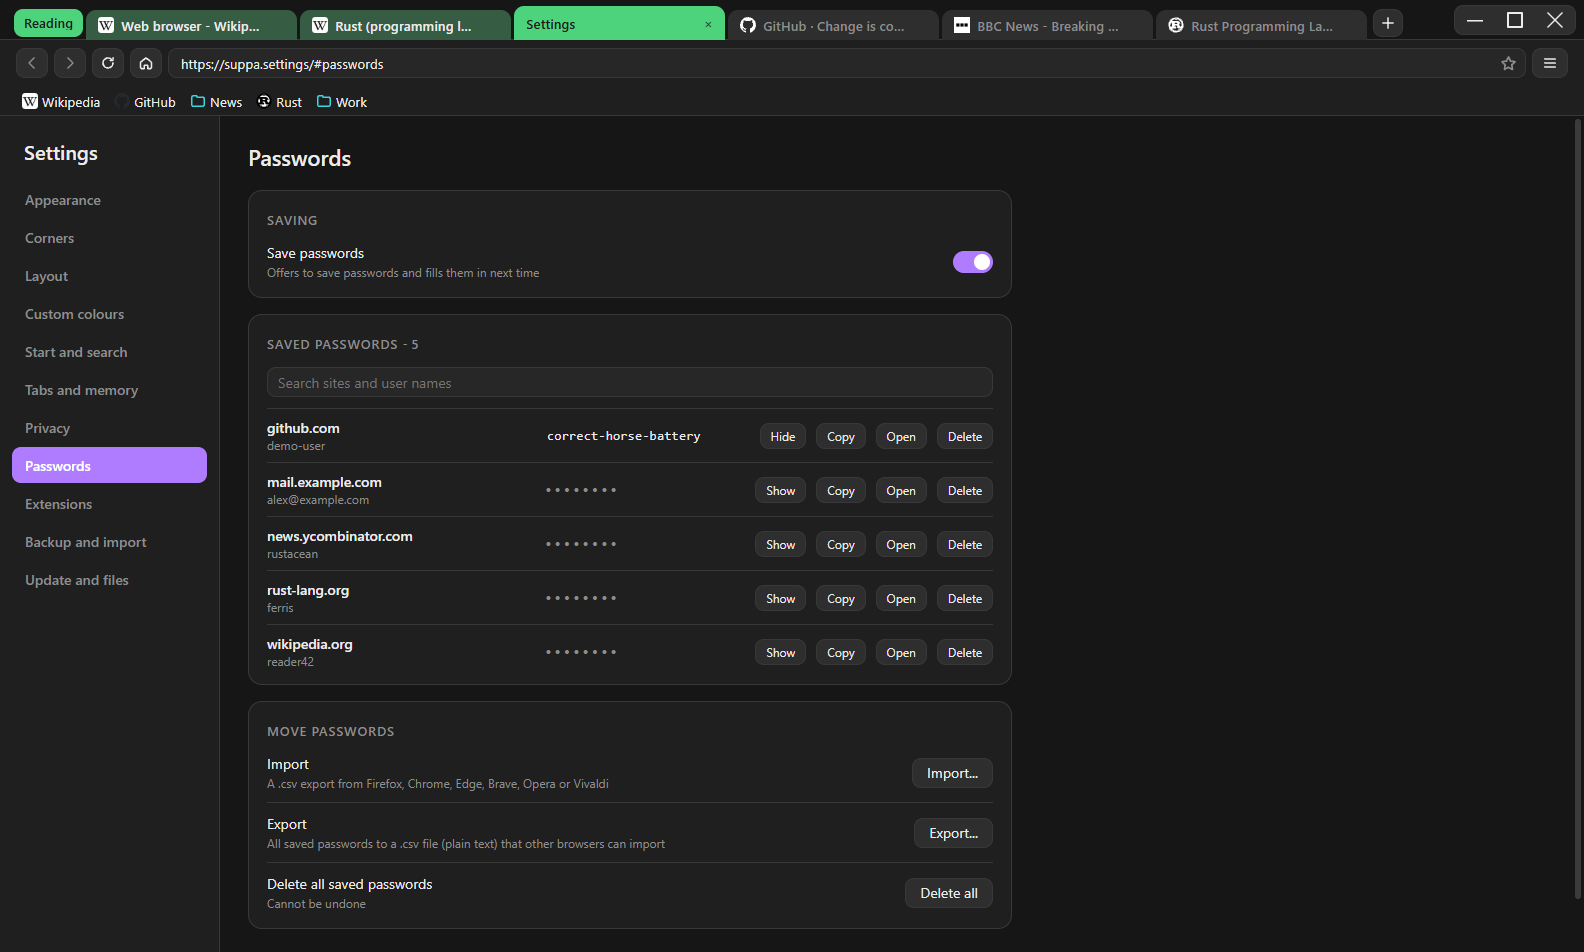 Reading
Web browser - Wikip...
Rust (programming l...
Settings
×
GitHub · Change is co...
BBC News - Breaking ...
Rust Programming La...
https://suppa.settings/#passwords
Wikipedia
GitHub
News
Rust
Work
Settings
Appearance
Corners
Layout
Custom colours
Start and search
Tabs and memory
Privacy
Passwords
Extensions
Backup and import
Update and files
Passwords
SAVING
Save passwords
Offers to save passwords and fills them in next time
SAVED PASSWORDS - 5
Search sites and user names
github.com
demo-user
correct-horse-battery
Hide Copy Open Delete
mail.example.com
alex@example.com
••••••••
Show Copy Open Delete
news.ycombinator.com
rustacean
••••••••
Show Copy Open Delete
rust-lang.org
ferris
••••••••
Show Copy Open Delete
wikipedia.org
reader42
••••••••
Show Copy Open Delete
MOVE PASSWORDS
Import
A .csv export from Firefox, Chrome, Edge, Brave, Opera or Vivaldi
Import...
Export
All saved passwords to a .csv file (plain text) that other browsers can import
Export...
Delete all saved passwords
Cannot be undone
Delete all